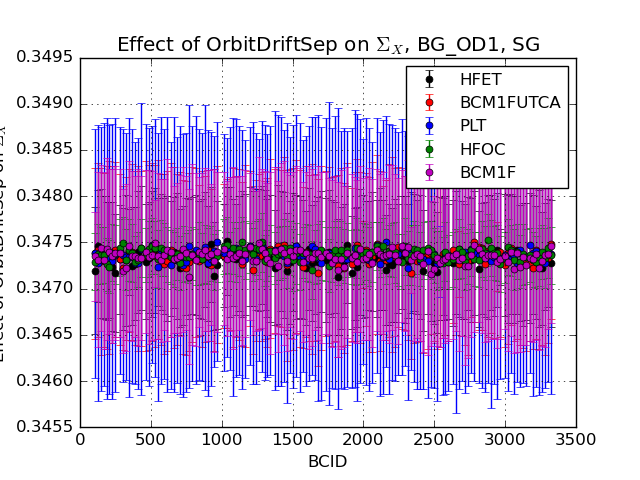 Effect of OrbitDriftSep on Σ_X, BG_OD1, SG
Effect of OrbitDriftSep on Σ_X
0.3495
0.3490
0.3485
0.3480
0.3475
0.3470
0.3465
0.3460
0.3455
HFET
BCM1FUTCA
PLT
HFOC
BCM1F
0 500 1000 1500 2000 2500 3000 3500
BCID